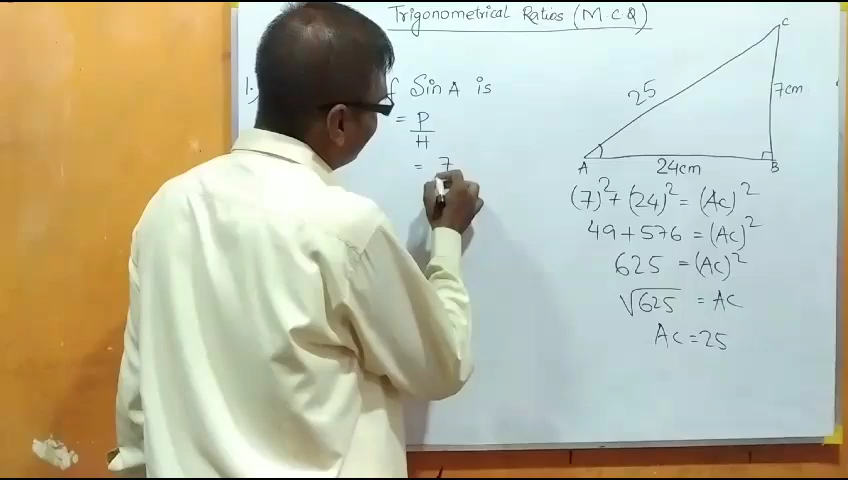 Trigonometrical Ratios (M C Q)
1.) f Sin A is
= P/H
= 7
C
25
7cm
A
24cm
B
(7)² + (24)² = (AC)²
49 + 576 = (AC)²
625 = (AC)²
√625 = AC
AC = 25